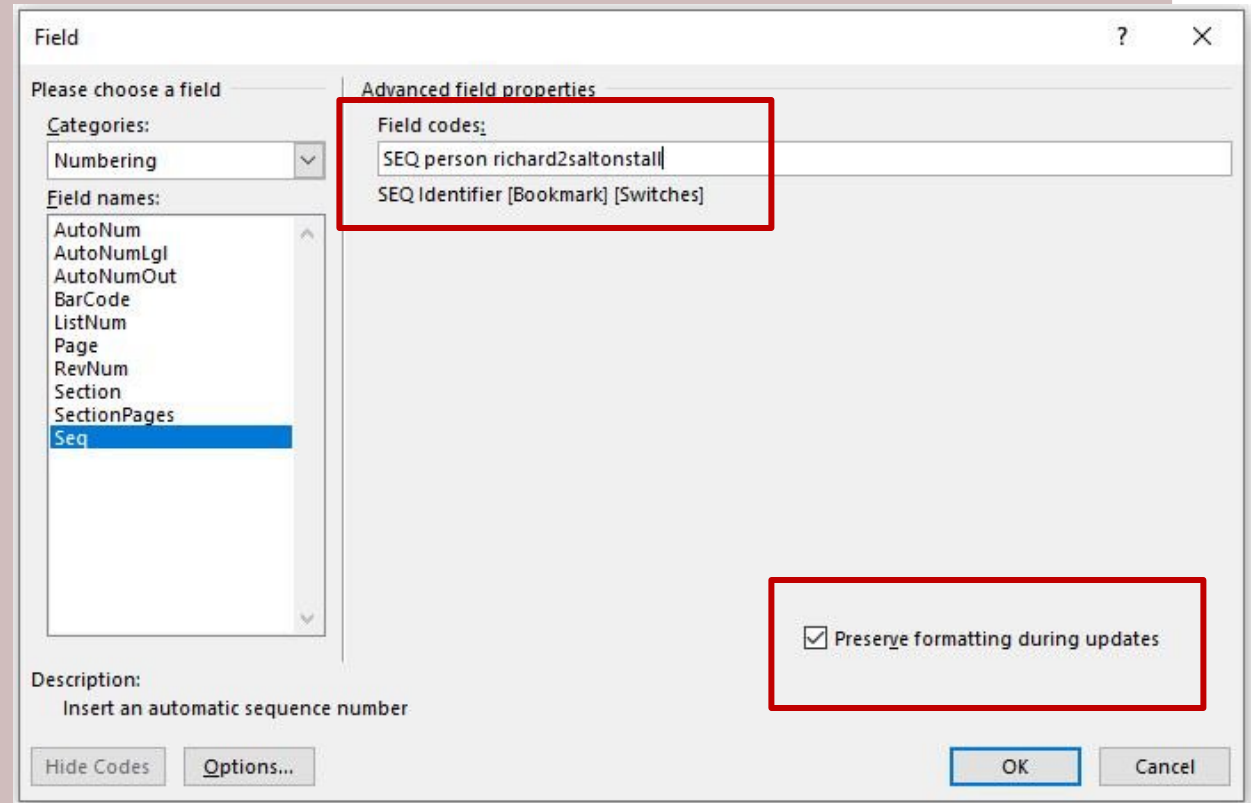 Field
?
Please choose a field
Categories:
Numbering
Field names:
AutoNum
AutoNumLgl
AutoNumOut
BarCode
ListNum
Page
RevNum
Section
SectionPages
Seq
Advanced field properties
Field codes:
SEQ person richard2saltonstall
SEQ Identifier [Bookmark] [Switches]
Preserve formatting during updates
Description:
Insert an automatic sequence number
Hide Codes
Options...
OK
Cancel